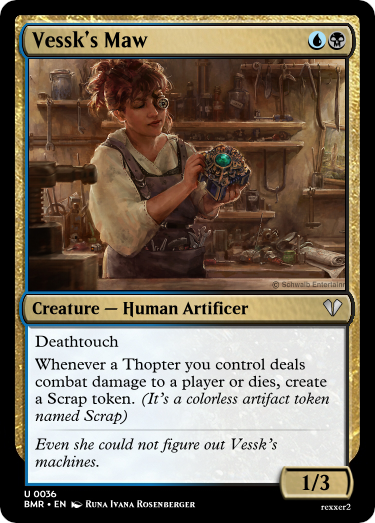 Vessk's Maw
© Schwalb Entertainm
Creature — Human Artificer
Deathtouch
Whenever a Thopter you control deals
combat damage to a player or dies, create
a Scrap token. (It's a colorless artifact token
named Scrap)
Even she could not figure out Vessk's
machines.
1/3
U 0036
BMR • EN Runa Ivana Rosenberger
rexxer2